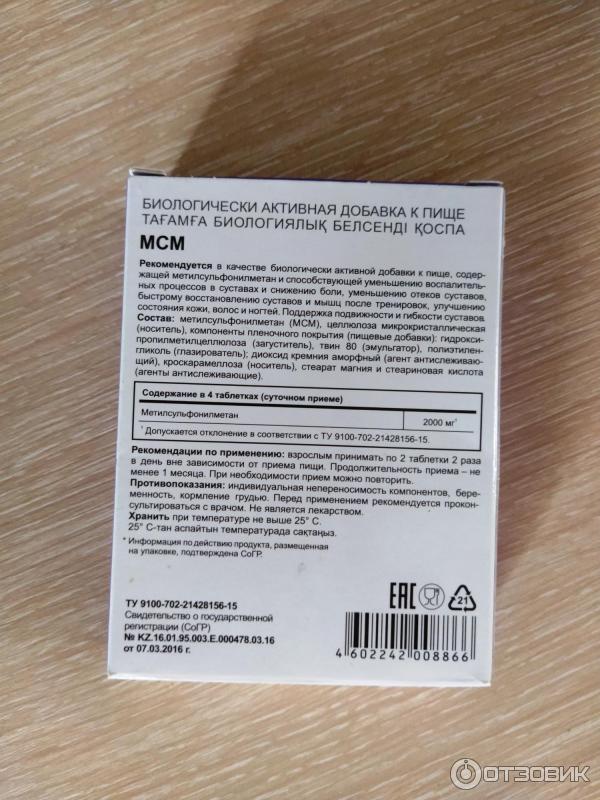 БИОЛОГИЧЕСКИ АКТИВНАЯ ДОБАВКА К ПИЩЕ
ТАҒАМҒА БИОЛОГИЯЛЫҚ БЕЛСЕНДІ ҚОСПА
МСМ
Рекомендуется в качестве биологически активной добавки к пище, содер-
жащей метилсульфонилметан и способствующей уменьшению воспалитель-
ных процессов в суставах и снижению боли, уменьшению отеков суставов,
быстрому восстановлению суставов и мышц после тренировок, улучшению
состояния кожи, волос и ногтей. Поддержка подвижности и гибкости суставов.
Состав: метилсульфонилметан (МСМ), целлюлоза микрокристаллическая
(носитель), компоненты пленочного покрытия (пищевые добавки): гидрокси-
пропилметилцеллюлоза (загуститель), твин 80 (эмульгатор), полиэтилен-
гликоль (глазирователь); диоксид кремния аморфный (агент антислеживаю-
щий), кроскарамеллоза (носитель), стеарат магния и стеариновая кислота
(агенты антислеживающие).
Содержание в 4 таблетках (суточном приеме)
Метилсульфонилметан 2000 мг¹
¹ Допускается отклонение в соответствии с ТУ 9100-702-21428156-15.
Рекомендации по применению: взрослым принимать по 2 таблетки 2 раза
в день вне зависимости от приема пищи. Продолжительность приема – не
менее 1 месяца. При необходимости прием можно повторить.
Противопоказания: индивидуальная непереносимость компонентов, бере-
менность, кормление грудью. Перед применением рекомендуется прокон-
сультироваться с врачом. Не является лекарством.
Хранить при температуре не выше 25° С.
25° С-тан аспайтын температурада сақтаңыз.
* Информация по действию продукта, размещенная
на упаковке, подтверждена СоГР.
ТУ 9100-702-21428156-15
Свидетельство о государственной
регистрации (СоГР)
№ KZ.16.01.95.003.Е.000478.03.16
от 07.03.2016 г.
EAC
21
4 602242 008866
ОТЗОВИК